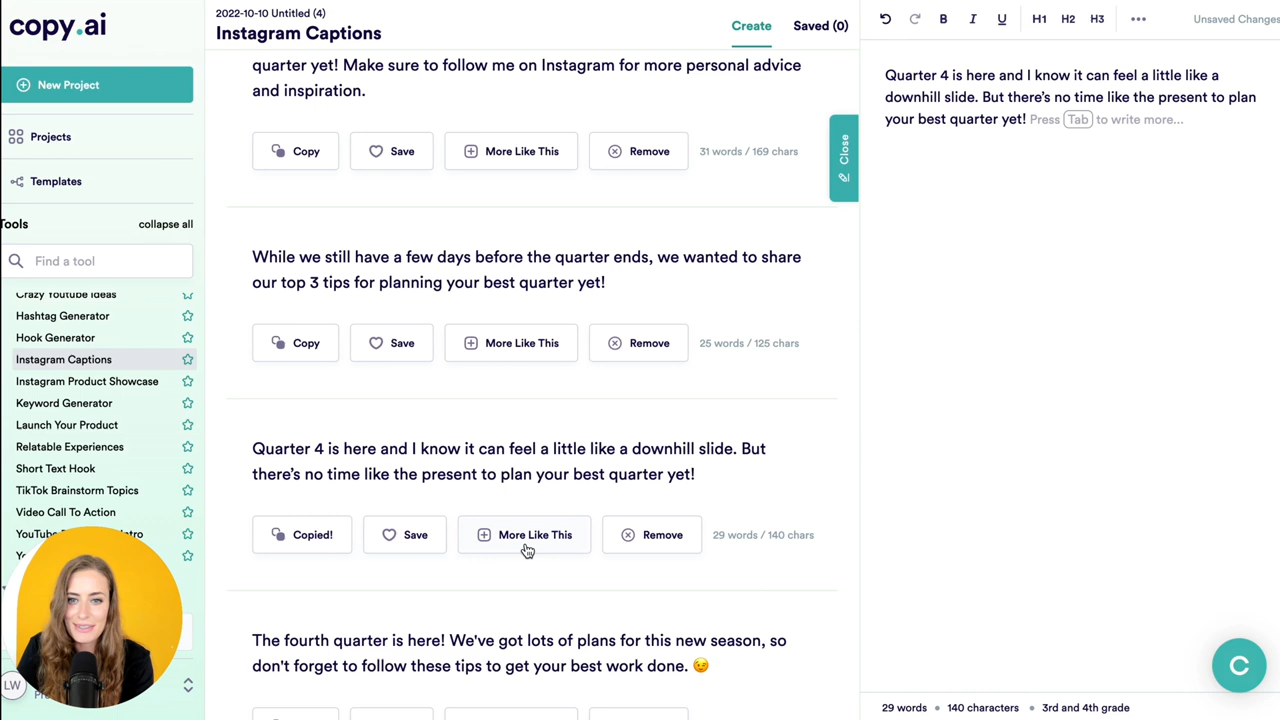 copy.ai
New Project
Projects
Templates
Tools
collapse all
Find a tool
Crazy Youtube Ideas
Hashtag Generator
Hook Generator
Instagram Captions
Instagram Product Showcase
Keyword Generator
Launch Your Product
Relatable Experiences
Short Text Hook
TikTok Brainstorm Topics
Video Call To Action
LW
2022-10-10 Untitled (4)
Instagram Captions
Create
Saved (0)
quarter yet! Make sure to follow me on Instagram for more personal advice
and inspiration.
Copy
Save
More Like This
Remove
31 words / 169 chars
While we still have a few days before the quarter ends, we wanted to share
our top 3 tips for planning your best quarter yet!
Copy
Save
More Like This
Remove
25 words / 125 chars
Quarter 4 is here and I know it can feel a little like a downhill slide. But
there’s no time like the present to plan your best quarter yet!
Copied!
Save
More Like This
Remove
29 words / 140 chars
The fourth quarter is here! We've got lots of plans for this new season, so
don't forget to follow these tips to get your best work done. 😉
Close
B
I
U
H1
H2
H3
Unsaved Changes
Quarter 4 is here and I know it can feel a little like a
downhill slide. But there’s no time like the present to plan
your best quarter yet! Press Tab to write more...
C
29 words • 140 characters • 3rd and 4th grade